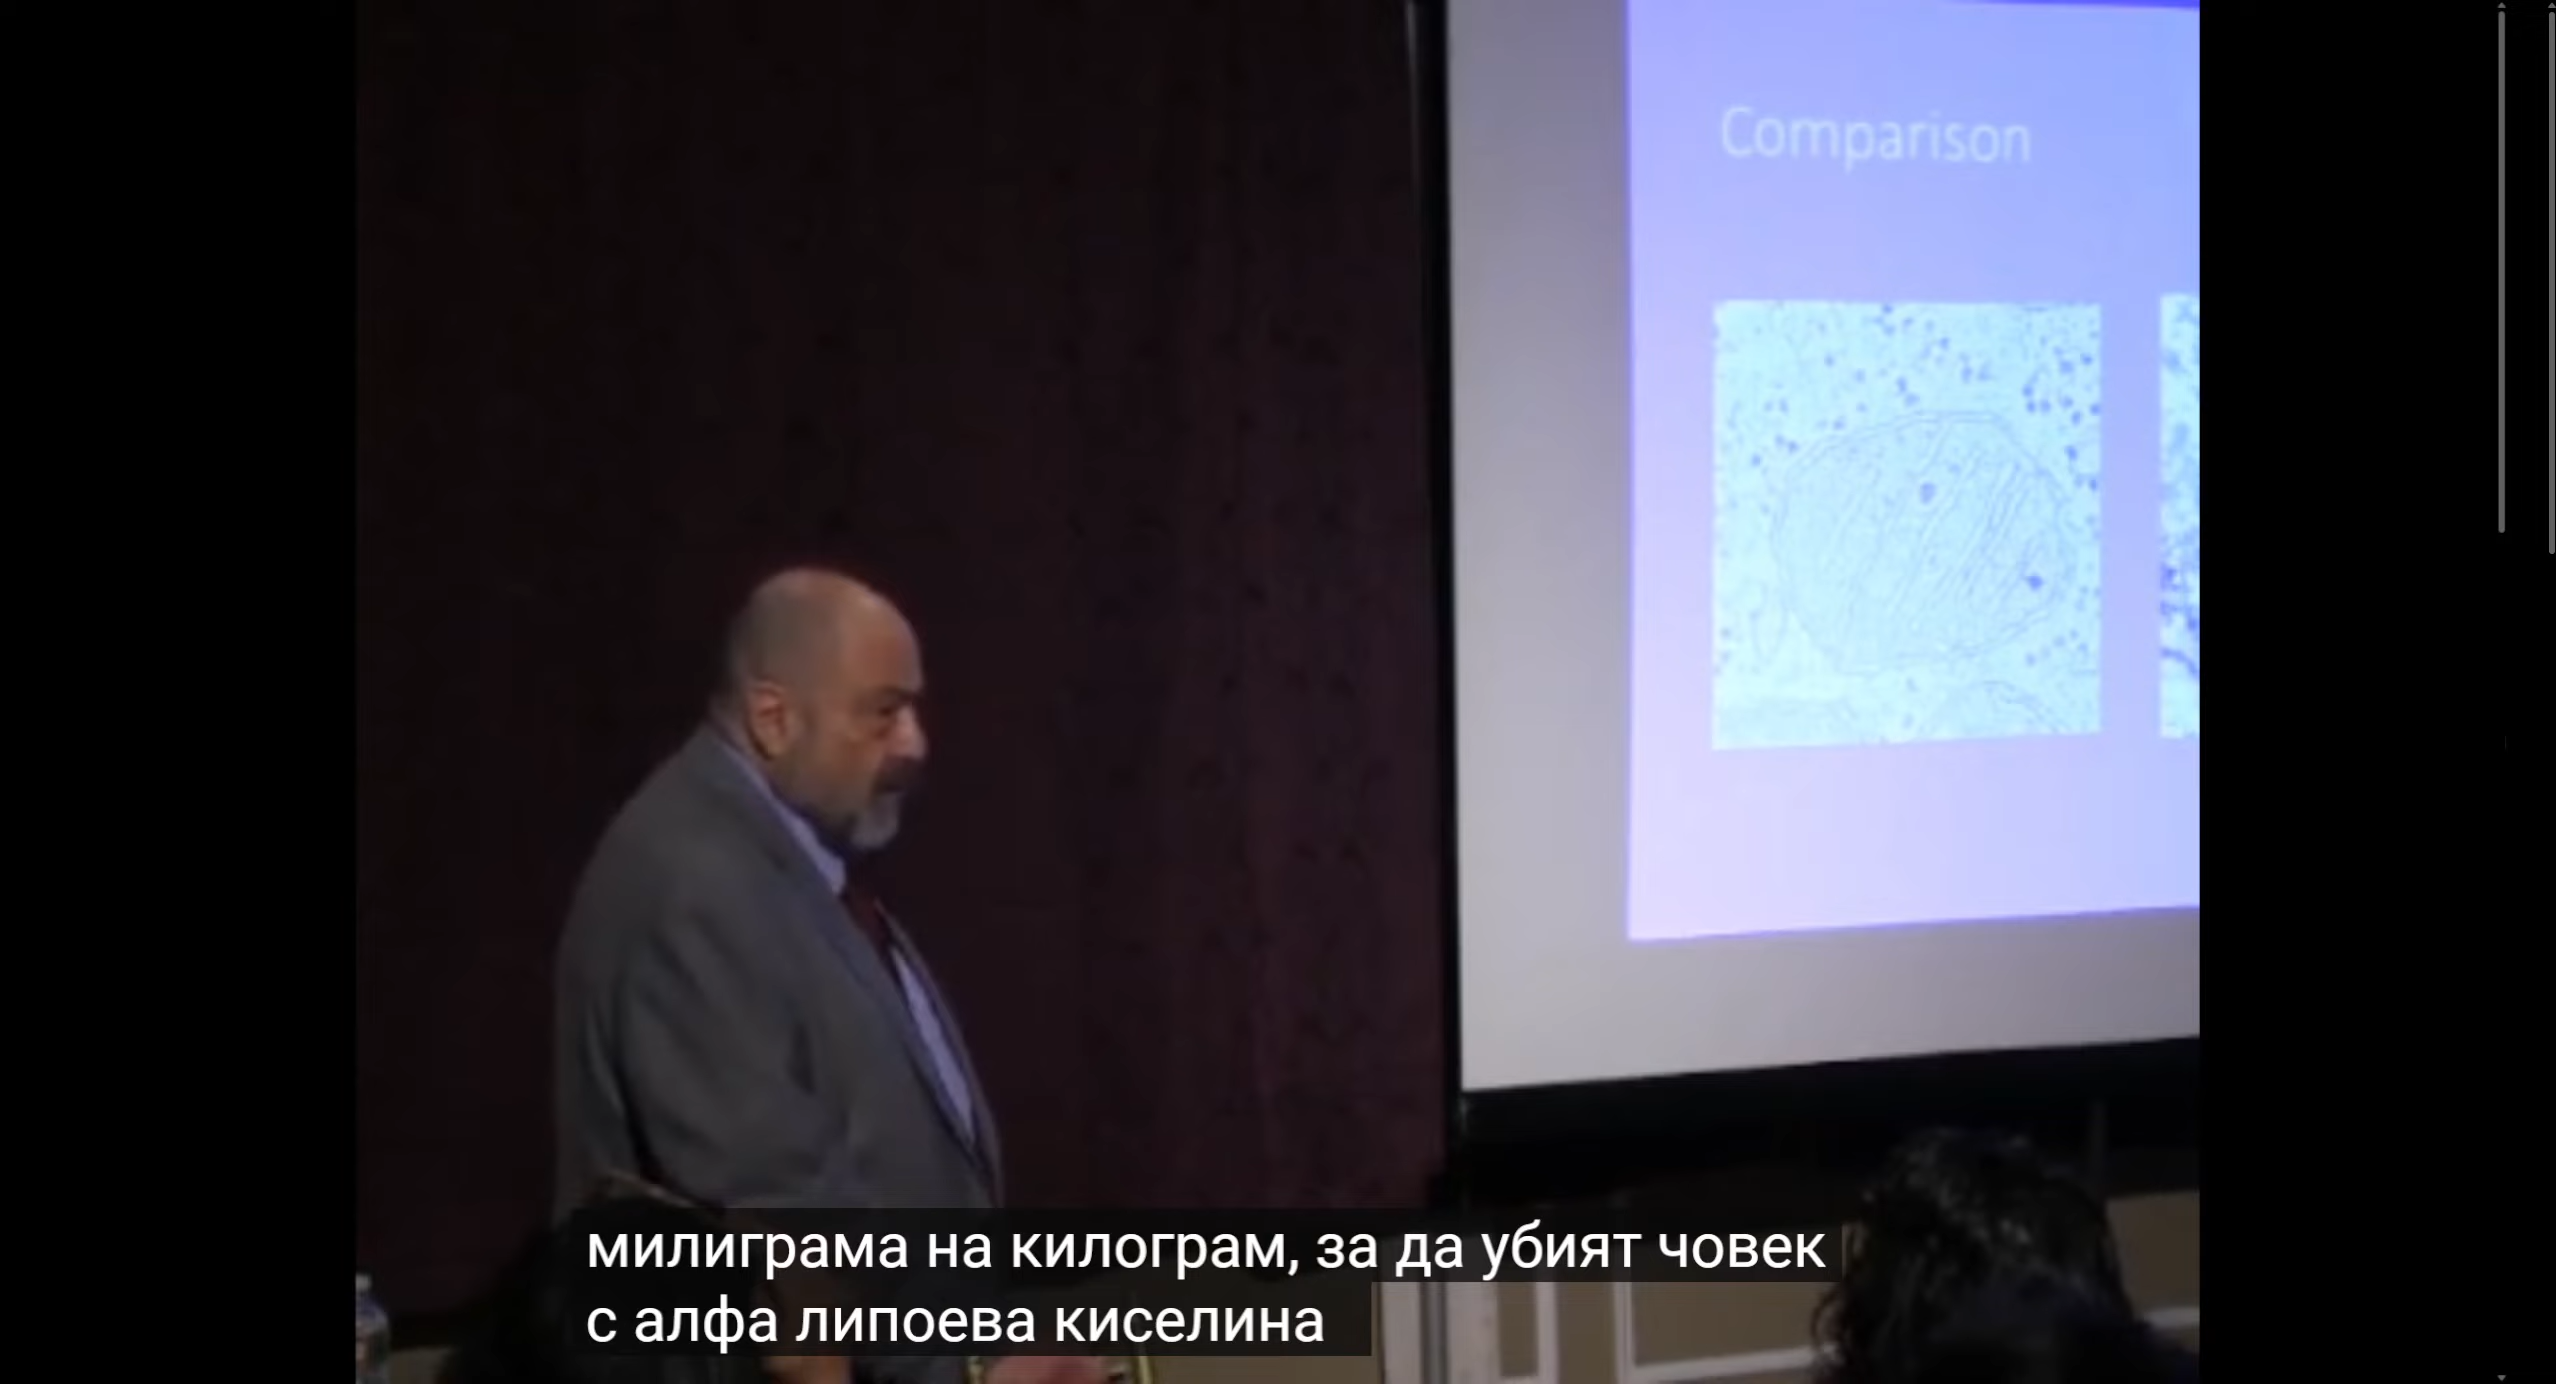 Comparison
милиграма на килограм, за да убият човек
с алфа липоева киселина